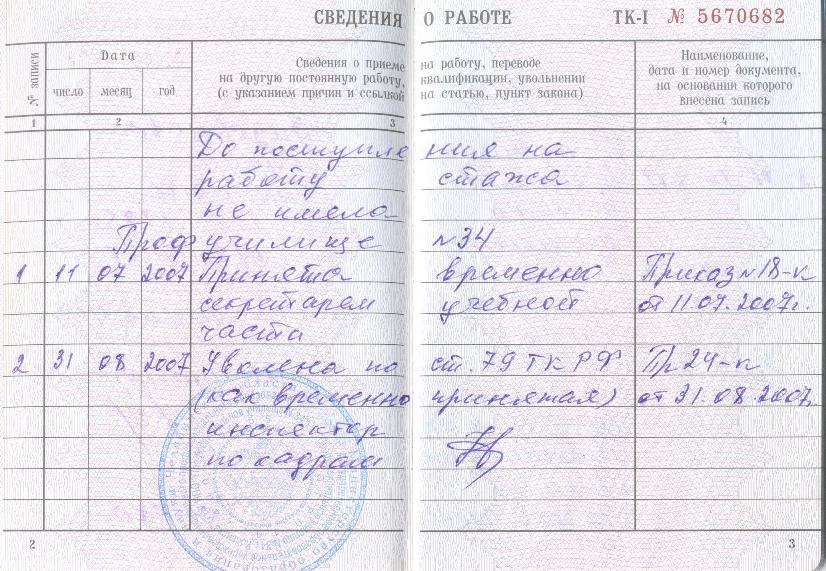 СВЕДЕНИЯ О РАБОТЕ ТК-I № 5670682
№ записи
Дата
число месяц год
Сведения о приеме на работу, переводе
на другую постоянную работу, квалификации, увольнении
(с указанием причин и ссылкой на статью, пункт закона)
Наименование,
дата и номер документа,
на основании которого
внесена запись
1 2 3 4
До поступления на
работу стажа
не имела
Проф училище №34
1 11 07 2007 Принята временно Приказ №18-к
секретарем учебной от 11.07.2007г.
части
2 31 08 2007 Уволена по ст. 79 ТК РФ Пр 24-к
(как временно принятая) от 31.08.2007г.
инспектор
по кадрам
2 3